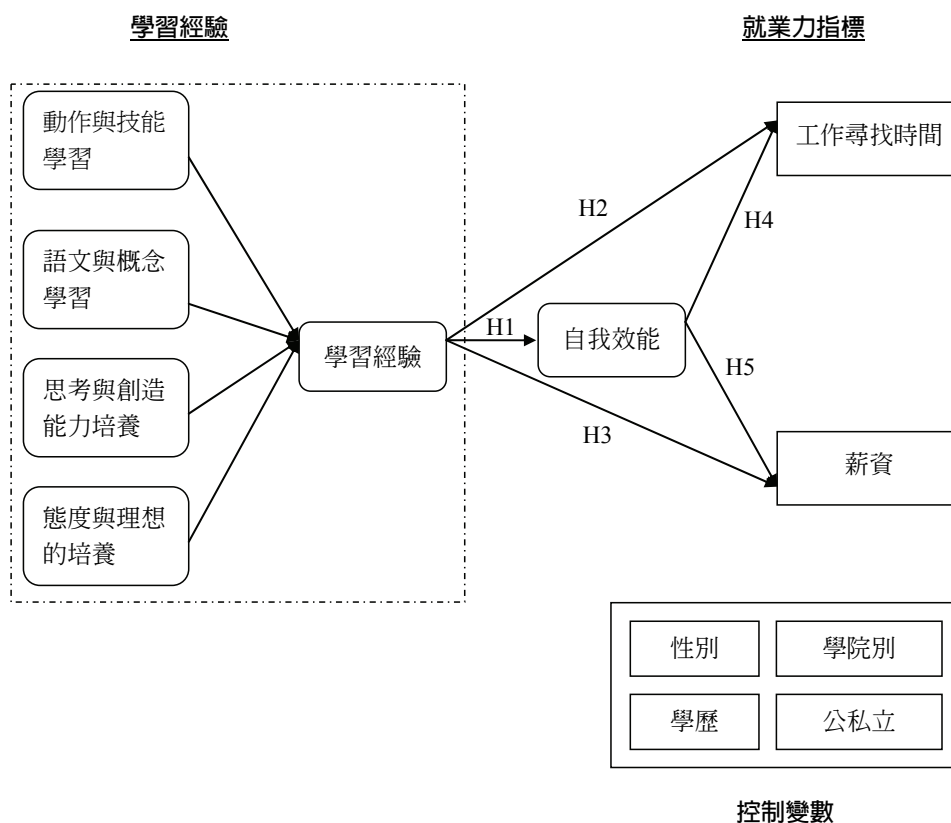 學習經驗
就業力指標
動作與技能
學習
語文與概念
學習
思考與創造
能力培養
態度與理想
的培養
學習經驗
H1
自我效能
H2
H3
H4
H5
工作尋找時間
薪資
性別
學院別
學歷
公私立
控制變數